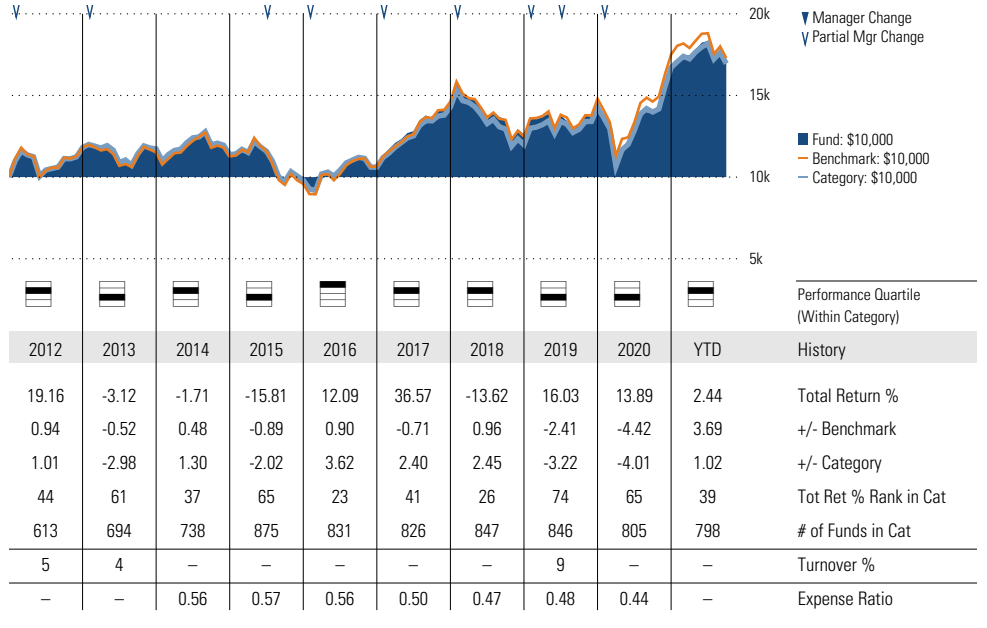 20k
▼ Manager Change
Partial Mgr Change
15k
Fund: $10,000
Benchmark: $10,000
Category: $10,000
10k
5k
Performance Quartile
(Within Category)
2012 2013 2014 2015 2016 2017 2018 2019 2020 YTD History
19.16 -3.12 -1.71 -15.81 12.09 36.57 -13.62 16.03 13.89 2.44 Total Return %
0.94 -0.52 0.48 -0.89 0.90 -0.71 0.96 -2.41 -4.42 3.69 +/- Benchmark
1.01 -2.98 1.30 -2.02 3.62 2.40 2.45 -3.22 -4.01 1.02 +/- Category
44 61 37 65 23 41 26 74 65 39 Tot Ret % Rank in Cat
613 694 738 875 831 826 847 846 805 798 # of Funds in Cat
5 4 – – – – – 9 – – Turnover %
– – 0.56 0.57 0.56 0.50 0.47 0.48 0.44 – Expense Ratio